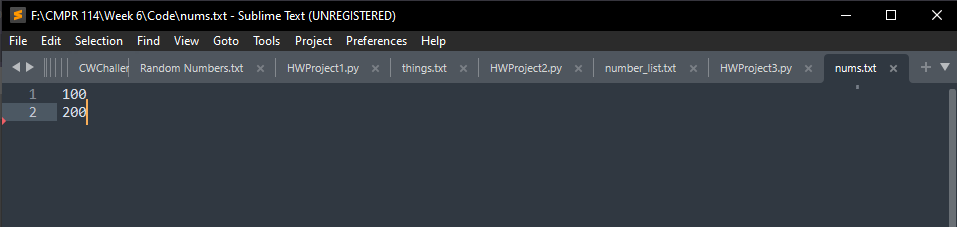 F:\CMPR 114\Week 6\Code\nums.txt - Sublime Text (UNREGISTERED)
File Edit Selection Find View Goto Tools Project Preferences Help
CWChaller Random Numbers.txt × HWProject1.py × things.txt × HWProject2.py × number_list.txt × HWProject3.py × nums.txt × +
1 100
2 200